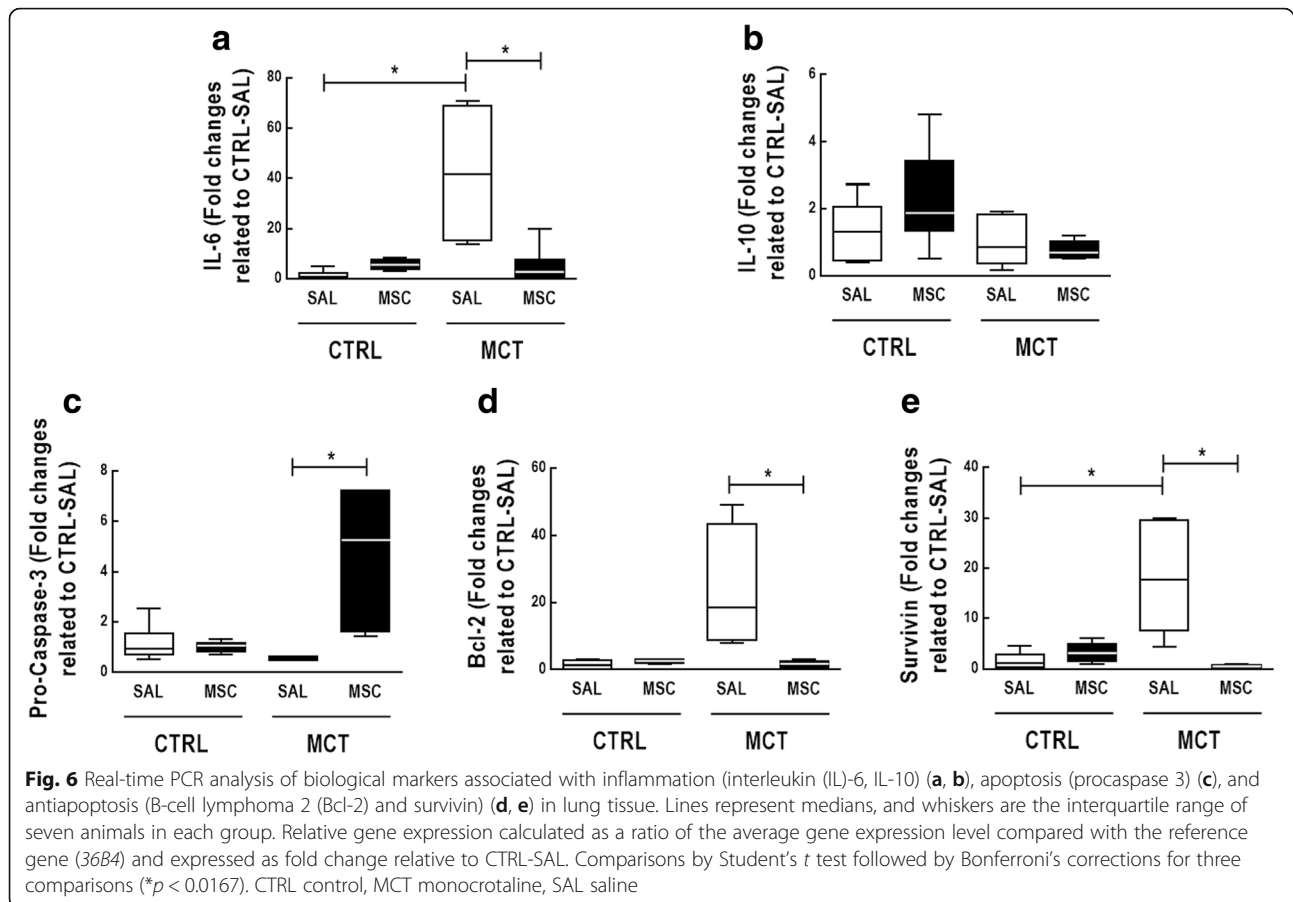 a
*
*
IL-6 (Fold changes
related to CTRL-SAL)
80
60
40
20
0
SAL MSC SAL MSC
CTRL MCT
b
IL-10 (Fold changes
related to CTRL-SAL)
6
4
2
0
SAL MSC SAL MSC
CTRL MCT
c
*
Pro-Caspase-3 (Fold changes
related to CTRL-SAL)
8
6
4
2
0
SAL MSC SAL MSC
CTRL MCT
d
*
Bcl-2 (Fold changes
related to CTRL-SAL)
60
40
20
0
SAL MSC SAL MSC
CTRL MCT
e
*
*
Survivin (Fold changes
related to CTRL-SAL)
40
30
20
10
0
SAL MSC SAL MSC
CTRL MCT
Fig. 6 Real-time PCR analysis of biological markers associated with inflammation (interleukin (IL)-6, IL-10) (a, b), apoptosis (procaspase 3) (c), and
antiapoptosis (B-cell lymphoma 2 (Bcl-2) and survivin) (d, e) in lung tissue. Lines represent medians, and whiskers are the interquartile range of
seven animals in each group. Relative gene expression calculated as a ratio of the average gene expression level compared with the reference
gene (36B4) and expressed as fold change relative to CTRL-SAL. Comparisons by Student's t test followed by Bonferroni's corrections for three
comparisons (*p < 0.0167). CTRL control, MCT monocrotaline, SAL saline